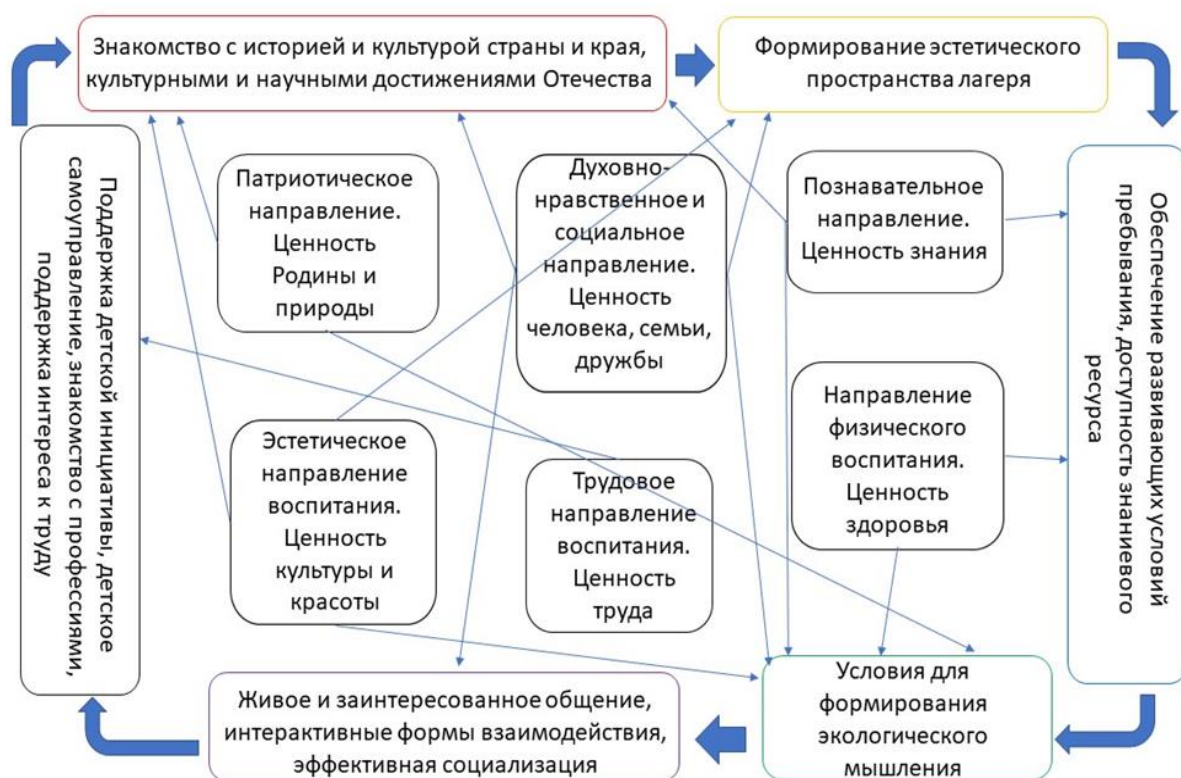 Знакомство с историей и культурой страны и края,
культурными и научными достижениями Отечества
Формирование эстетического
пространства лагеря
Поддержка детской инициативы, детское
самоуправление, знакомство с профессиями,
поддержка интереса к труду
Патриотическое
направление.
Ценность
Родины и
природы
Духовно-
нравственное и
социальное
направление.
Ценность
человека, семьи,
дружбы
Познавательное
направление.
Ценность знания
Обеспечение развивающих условий
пребывания, доступность знаниевого
ресурса
Эстетическое
направление
воспитания.
Ценность
культуры и
красоты
Трудовое
направление
воспитания.
Ценность
труда
Направление
физического
воспитания.
Ценность
здоровья
Живое и заинтересованное общение,
интерактивные формы взаимодействия,
эффективная социализация
Условия для
формирования
экологического
мышления